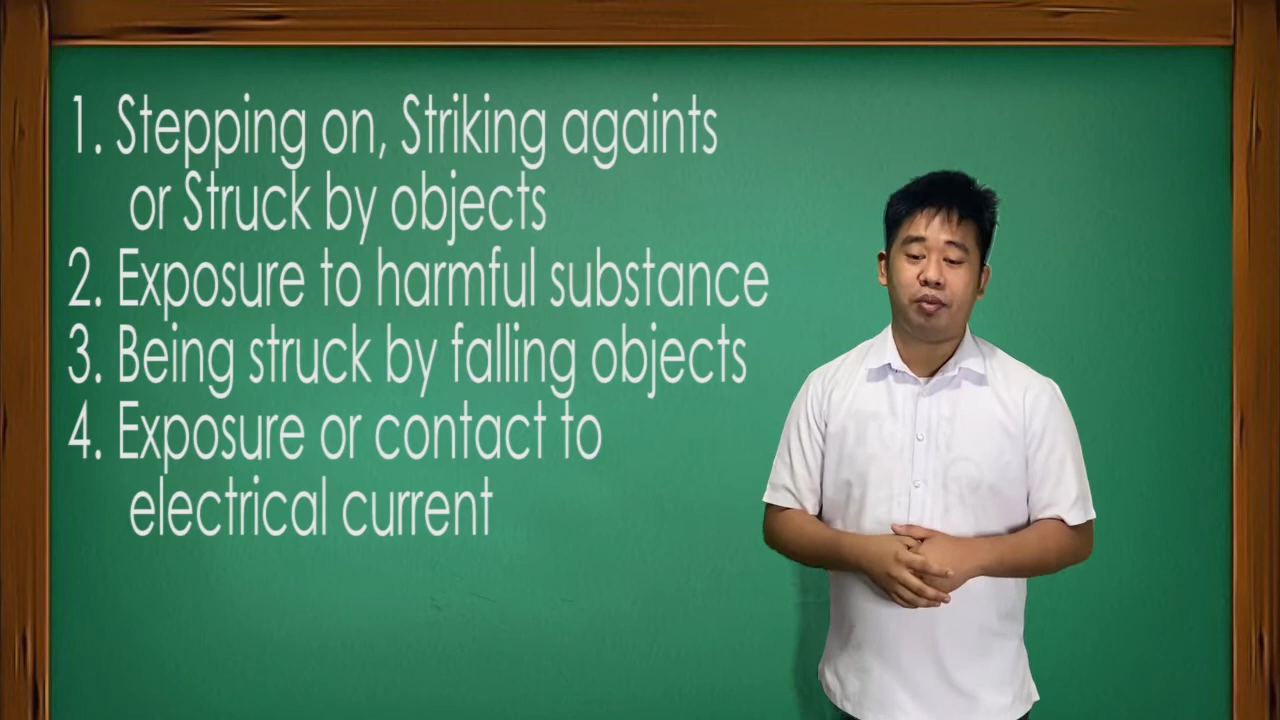 1. Stepping on, Striking againts
or Struck by objects
2. Exposure to harmful substance
3. Being struck by falling objects
4. Exposure or contact to
electrical current